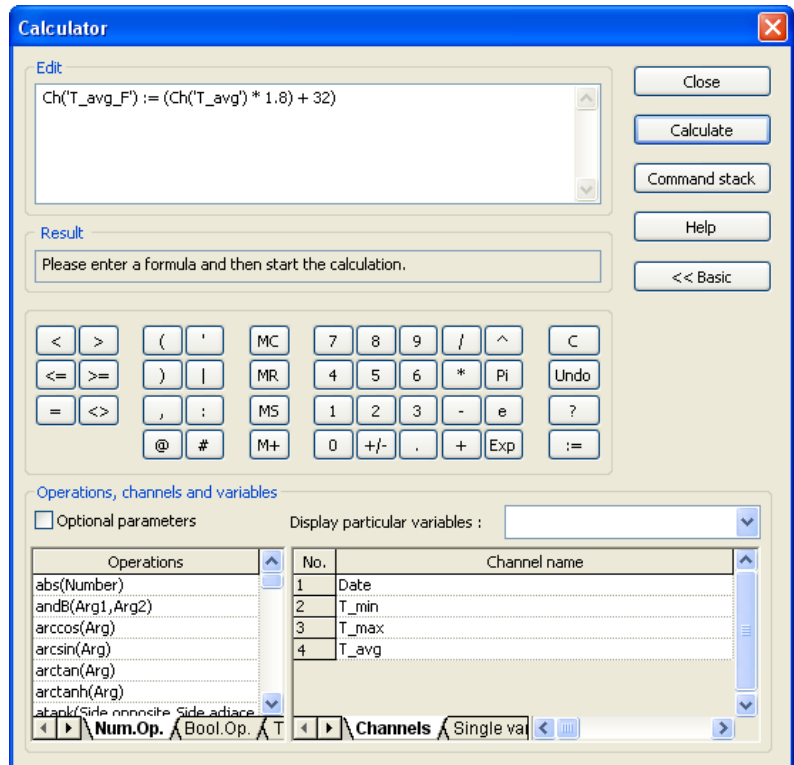 Calculator
Edit
Ch('T_avg_F') := (Ch('T_avg') * 1.8) + 32)
Close
Calculate
Command stack
Help
<< Basic
Result
Please enter a formula and then start the calculation.
< > ( ' MC 7 8 9 / ^ C
<= >= ) | MR 4 5 6 * Pi Undo
= <> , : MS 1 2 3 - e ?
@ # M+ 0 +/- . + Exp :=
Operations, channels and variables
Optional parameters Display particular variables :
Operations No. Channel name
abs(Number) 1 Date
andB(Arg1,Arg2) 2 T_min
arccos(Arg) 3 T_max
arcsin(Arg) 4 T_avg
arctan(Arg)
arctanh(Arg)
Num.Op. Bool.Op. T Channels Single var